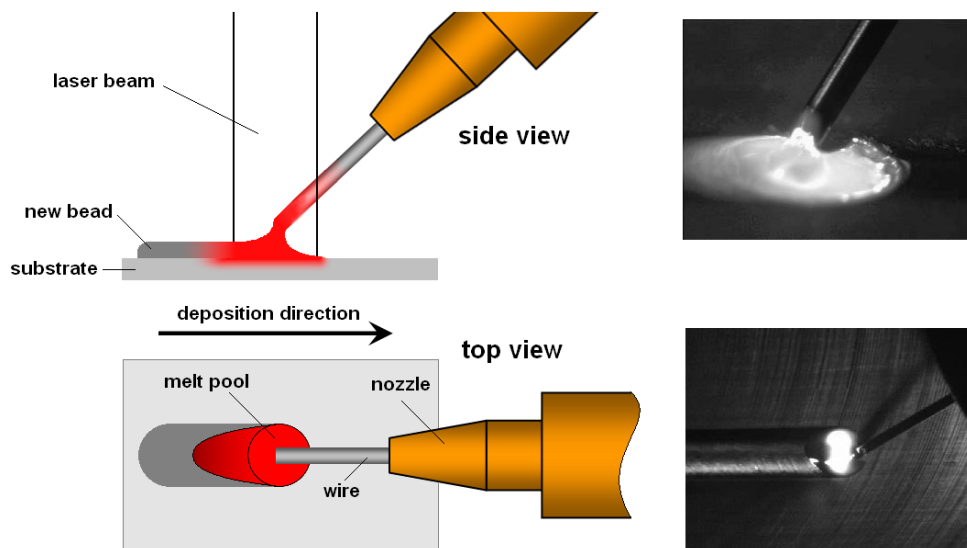 laser beam
side view
new bead
substrate
deposition direction
top view
melt pool
nozzle
wire